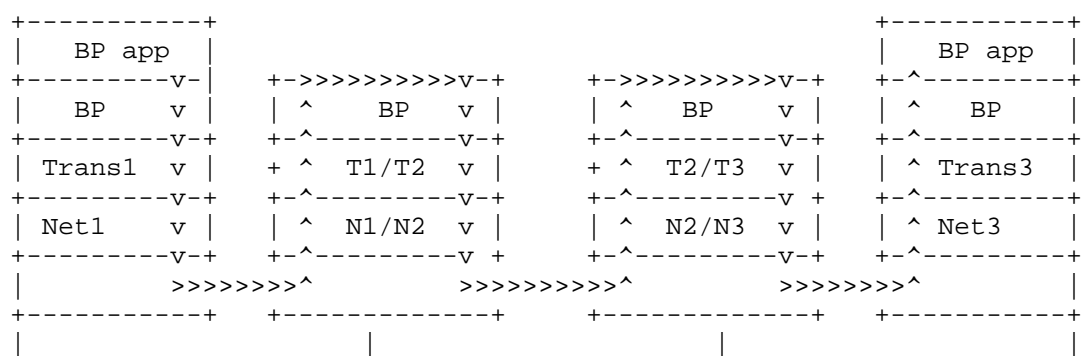 +-----------+                                         +-----------+
|   BP app  |                                         |   BP app  |
+---------v-|   +->>>>>>>>>>v-+     +->>>>>>>>>>v-+   +-^---------+
|   BP    v |   | ^    BP   v |     | ^   BP    v |   | ^   BP    |
+---------v-+   +-^---------v-+     +-^---------v-+   +-^---------+
| Trans1  v |   + ^  T1/T2  v |     + ^  T2/T3  v |   | ^ Trans3  |
+---------v-+   +-^---------v-+     +-^---------v +   +-^---------+
| Net1    v |   | ^  N1/N2  v |     | ^  N2/N3  v |   | ^ Net3    |
+---------v-+   +-^---------v +     +-^---------v-+   +-^---------+
|         >>>>>>>>^         >>>>>>>>>>^         >>>>>>>>^         |
+-----------+   +-------------+     +-------------+   +-----------+
|                     |                     |                     |